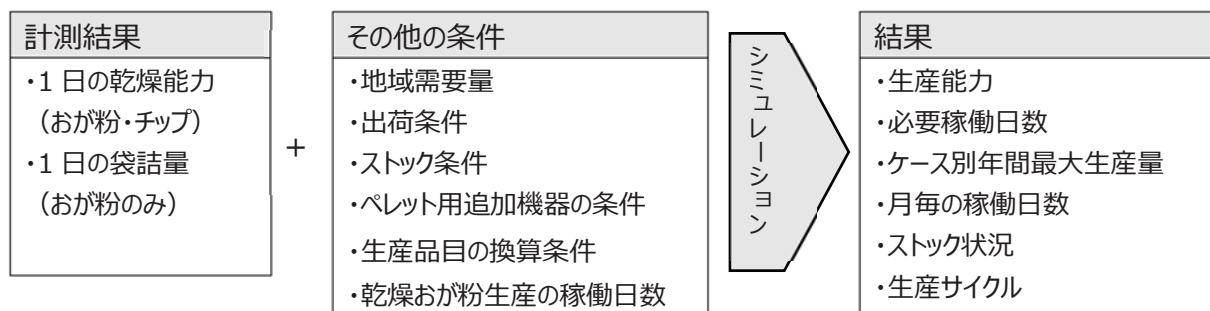 計測結果
・1 日の乾燥能力
（おが粉・チップ）
・1 日の袋詰量
（おが粉のみ）
+
その他の条件
・地域需要量
・出荷条件
・ストック条件
・ペレット用追加機器の条件
・生産品目の換算条件
・乾燥おが粉生産の稼働日数
シミュレーション
結果
・生産能力
・必要稼働日数
・ケース別年間最大生産量
・月毎の稼働日数
・ストック状況
・生産サイクル